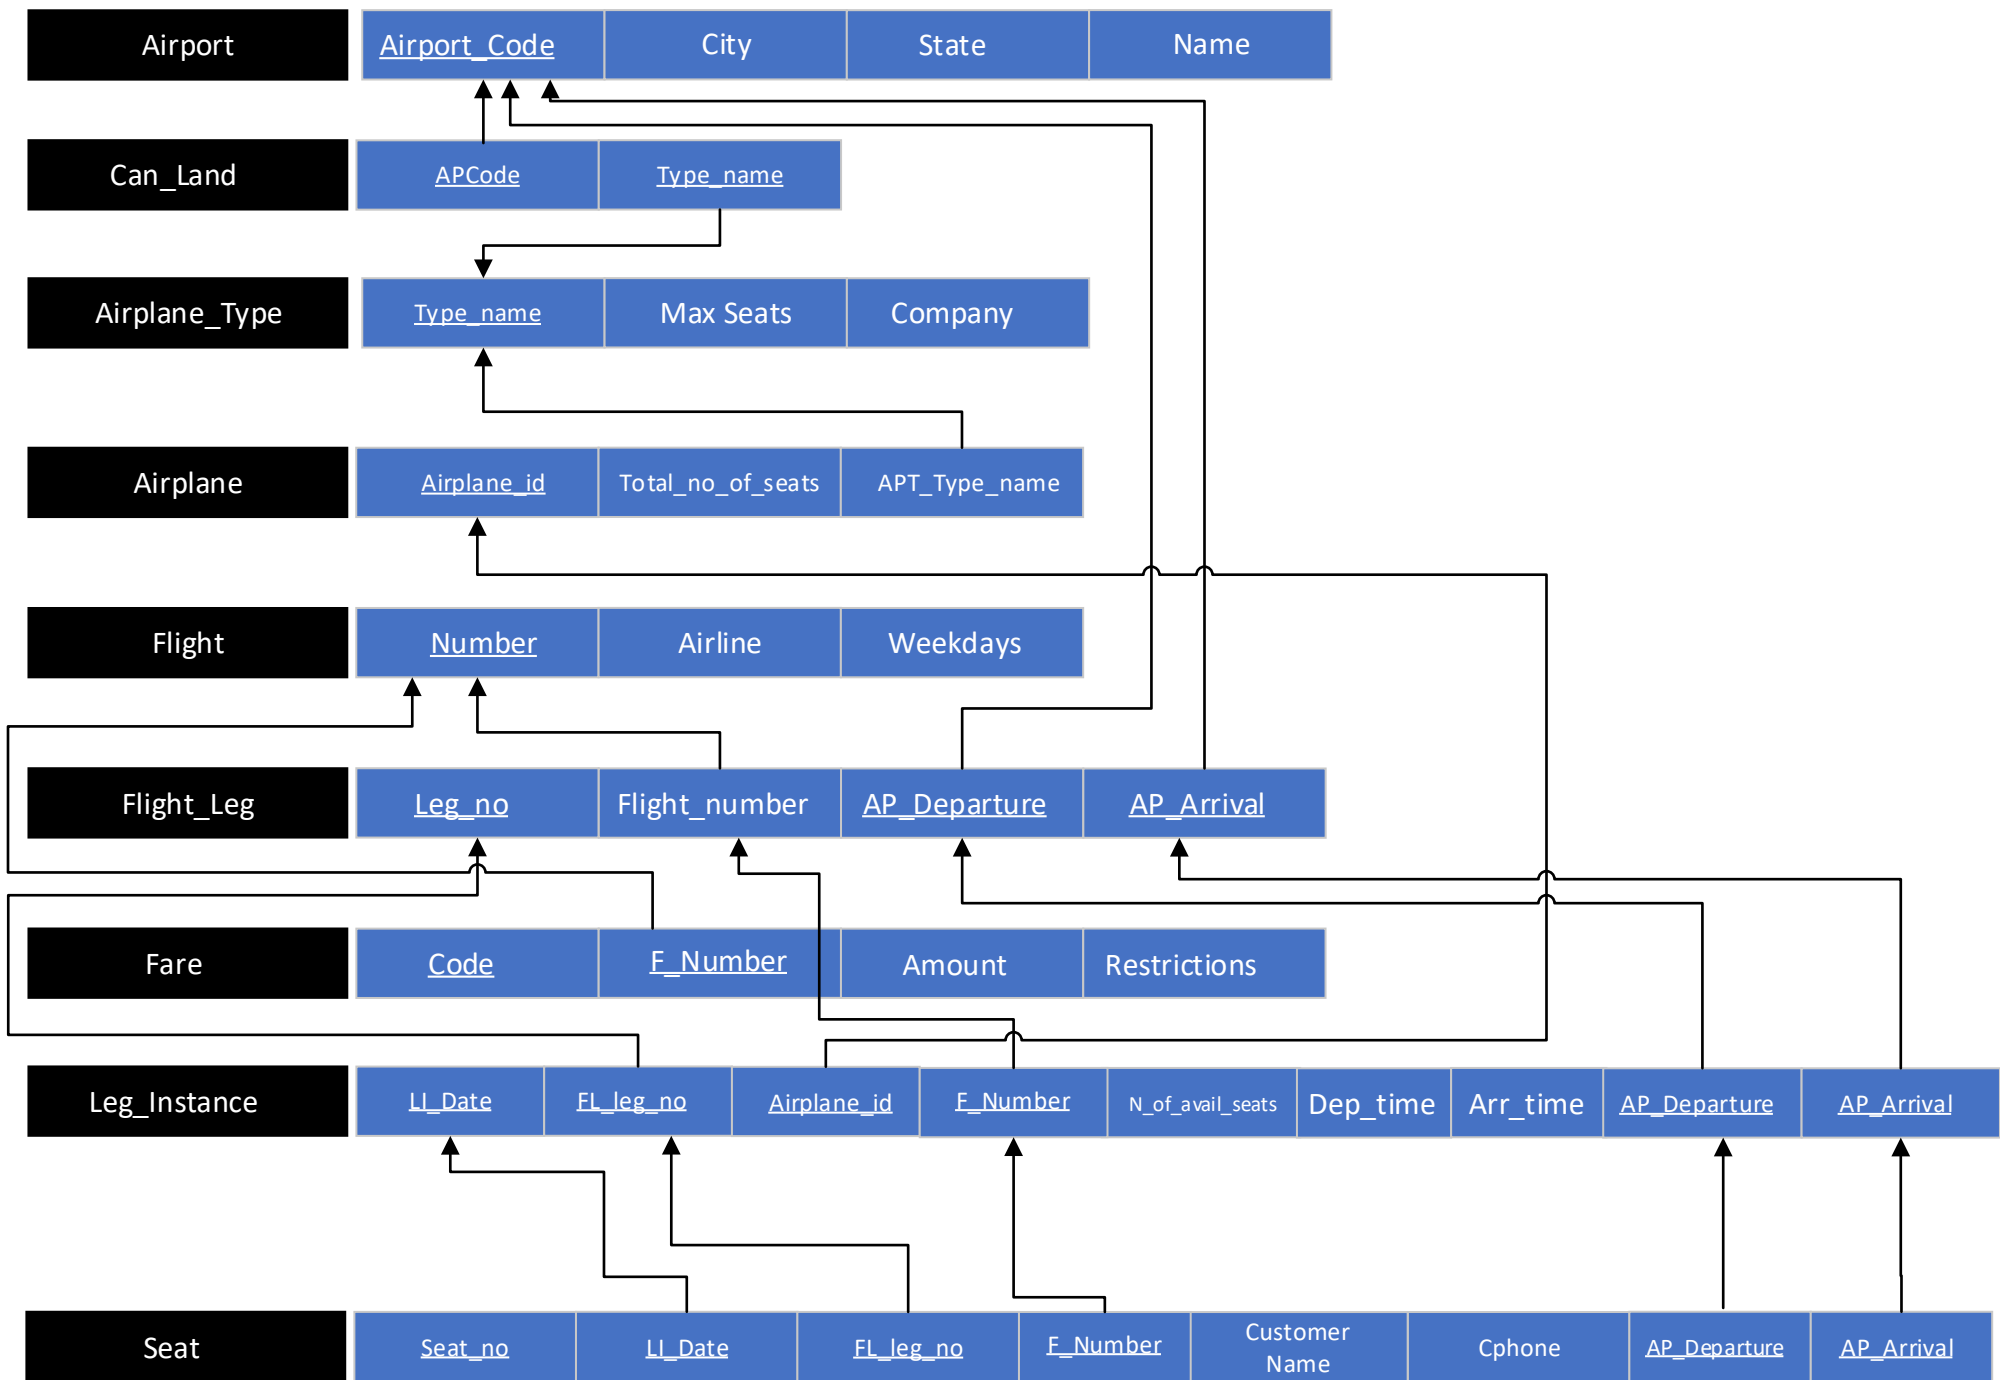 Airport
Airport_Code
City
State
Name
Can_Land
APCode
Type_name
Airplane_Type
Type_name
Max Seats
Company
Airplane
Airplane_id
Total_no_of_seats
APT_Type_name
Flight
Number
Airline
Weekdays
Flight_Leg
Leg_no
Flight_number
AP_Departure
AP_Arrival
Fare
Code
F_Number
Amount
Restrictions
Leg_Instance
LI_Date
FL_leg_no
Airplane_id
F_Number
N_of_avail_seats
Dep_time
Arr_time
AP_Departure
AP_Arrival
Seat
Seat_no
LI_Date
FL_leg_no
F_Number
Customer
Name
Cphone
AP_Departure
AP_Arrival